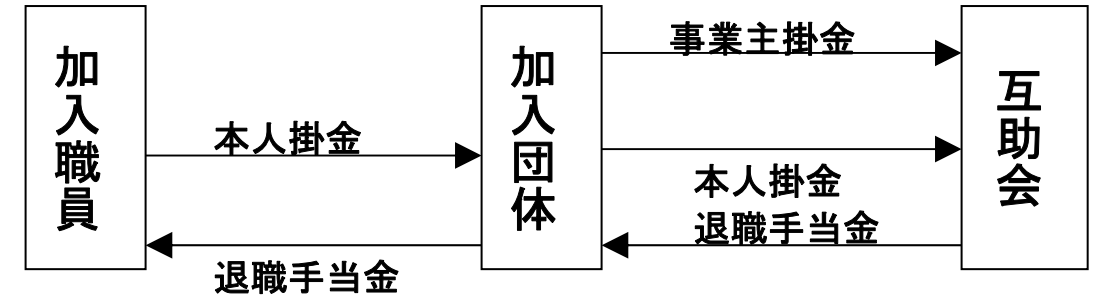 加入職員
本人掛金
退職手当金
加入団体
事業主掛金
本人掛金
退職手当金
互助会